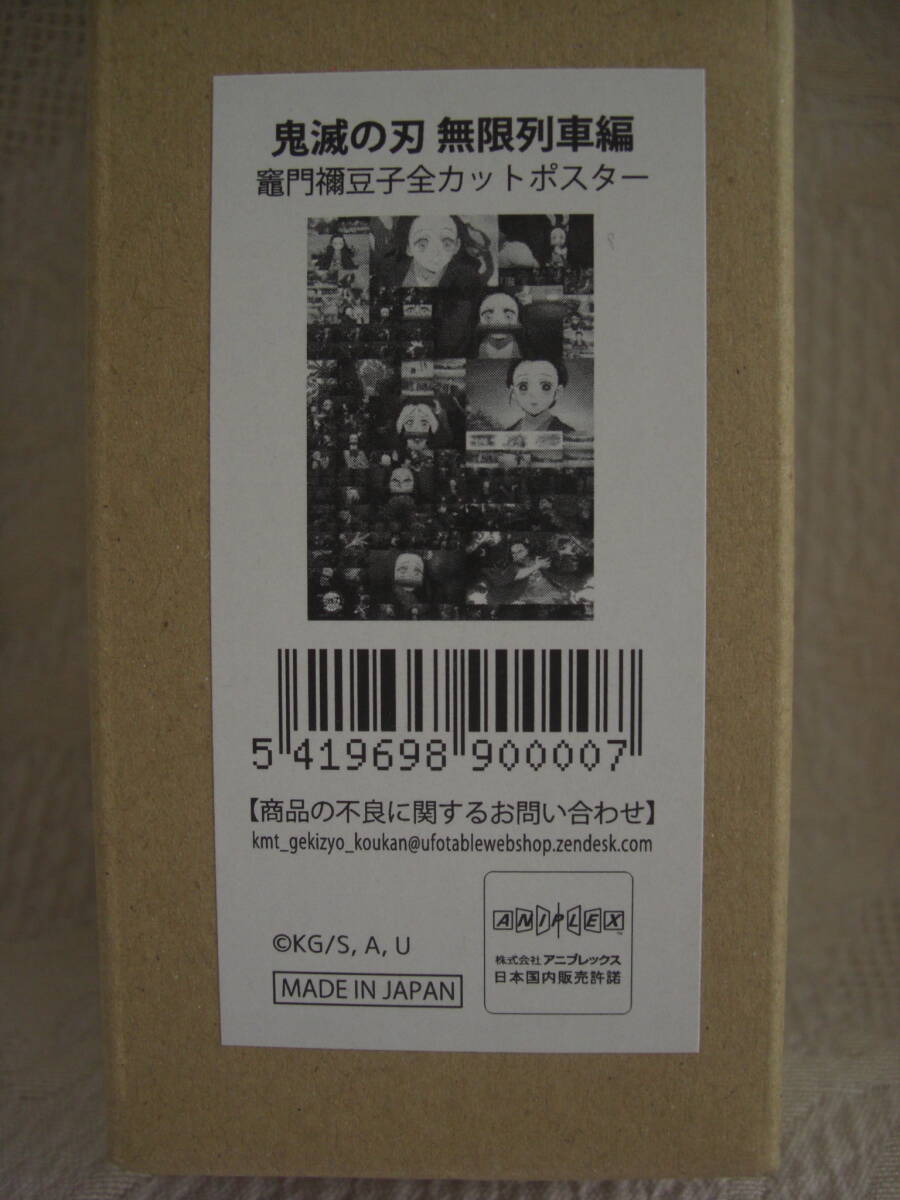 鬼滅の刃 無限列車編
竈門禰豆子全カットポスター
5 419698 900007
【商品の不良に関するお問い合わせ】
kmt_gekizyo_koukan@ufotablewebshop.zendesk.com
©KG/S, A, U
MADE IN JAPAN
ANIPLEX™
株式会社 アニプレックス
日本国内販売許諾